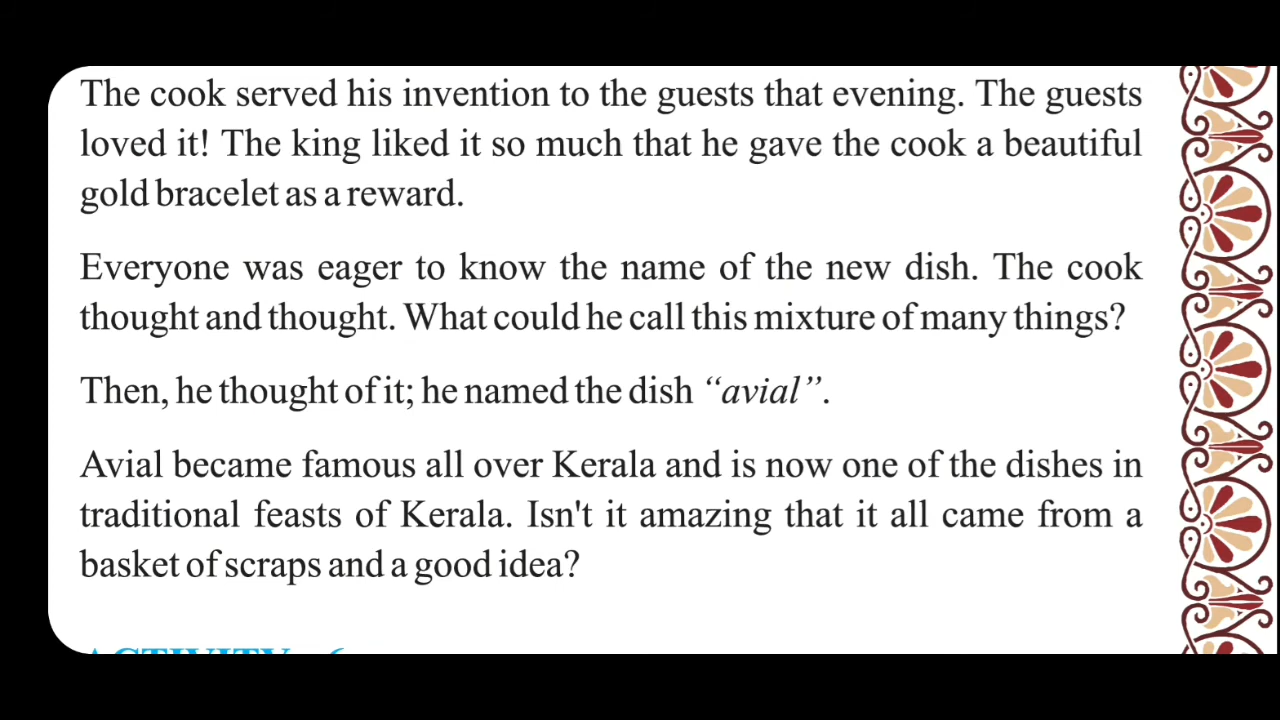 The cook served his invention to the guests that evening. The guests
loved it! The king liked it so much that he gave the cook a beautiful
gold bracelet as a reward.
Everyone was eager to know the name of the new dish. The cook
thought and thought. What could he call this mixture of many things?
Then, he thought of it; he named the dish “avial”.
Avial became famous all over Kerala and is now one of the dishes in
traditional feasts of Kerala. Isn't it amazing that it all came from a
basket of scraps and a good idea?